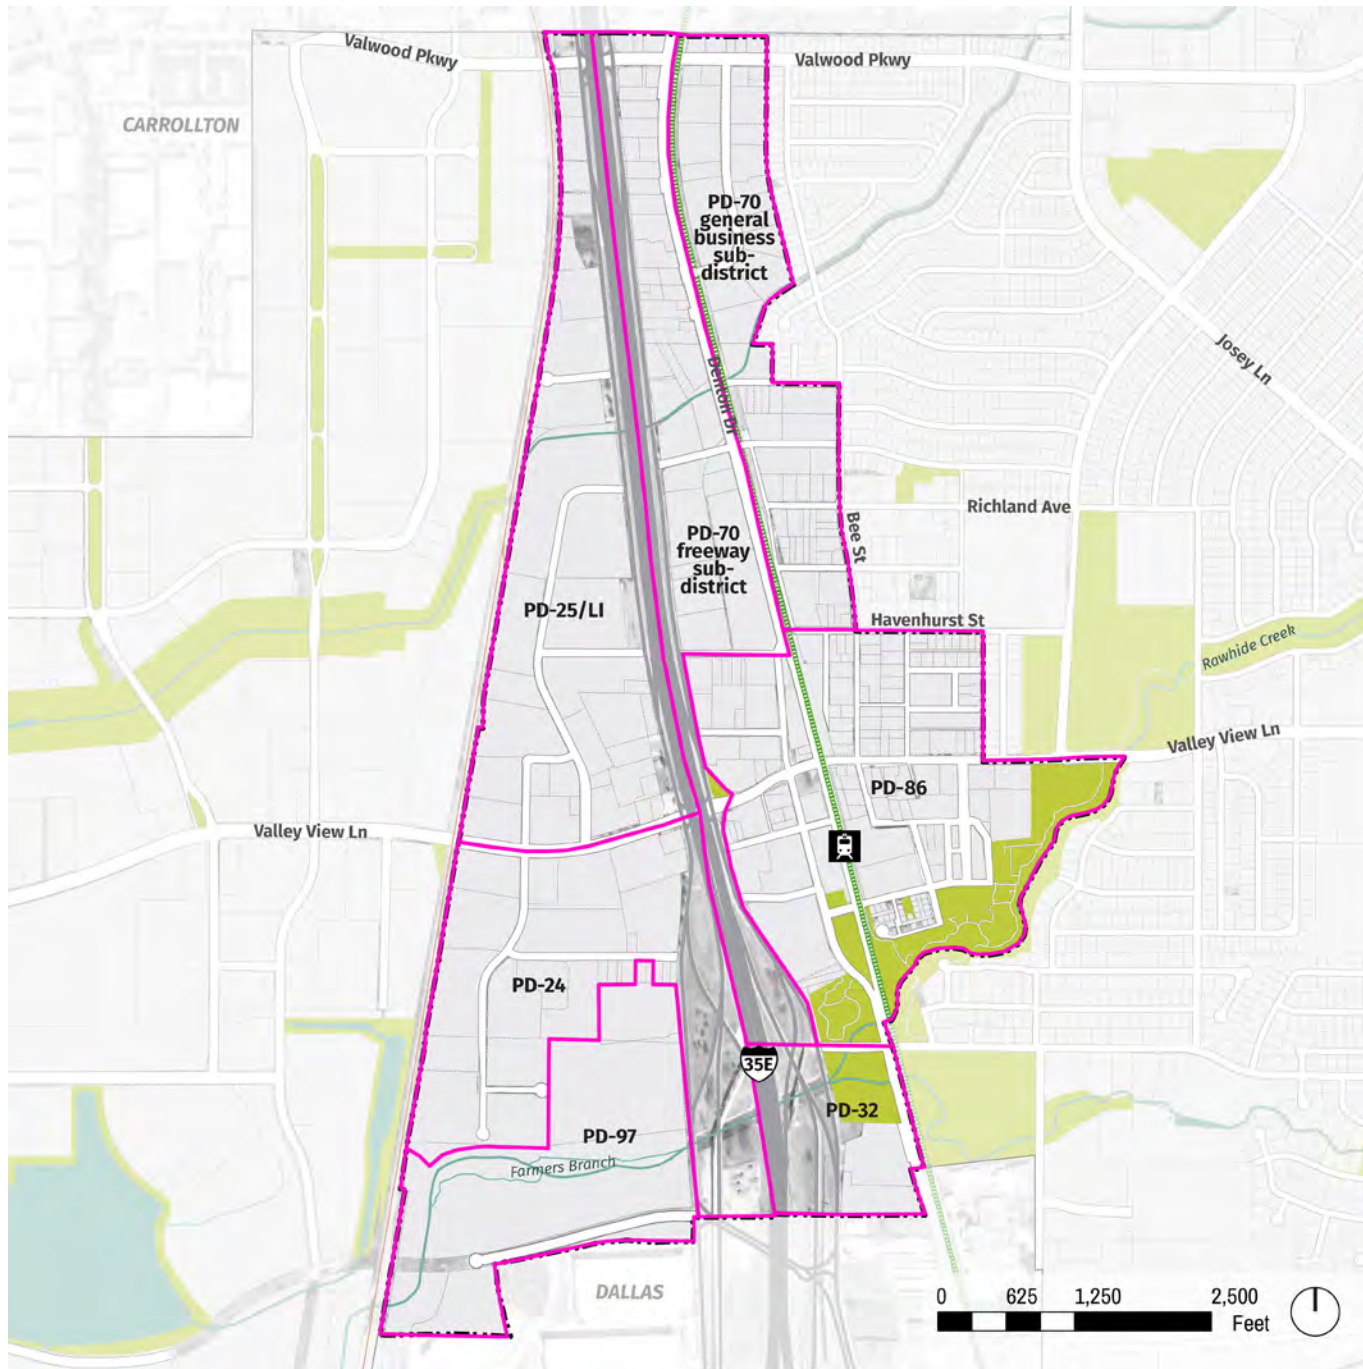 Valwood Pkwy
Valwood Pkwy
CARROLLTON
PD-70
general
business
sub-
district
Josey Ln
Denton Dr
Richland Ave
Bee St
PD-70
freeway
sub-
district
PD-25/LI
Havenhurst St
Rawhide Creek
Valley View Ln
PD-86
Valley View Ln
PD-24
35E
PD-32
PD-97
Farmers Branch
DALLAS
0 625 1,250 2,500
Feet